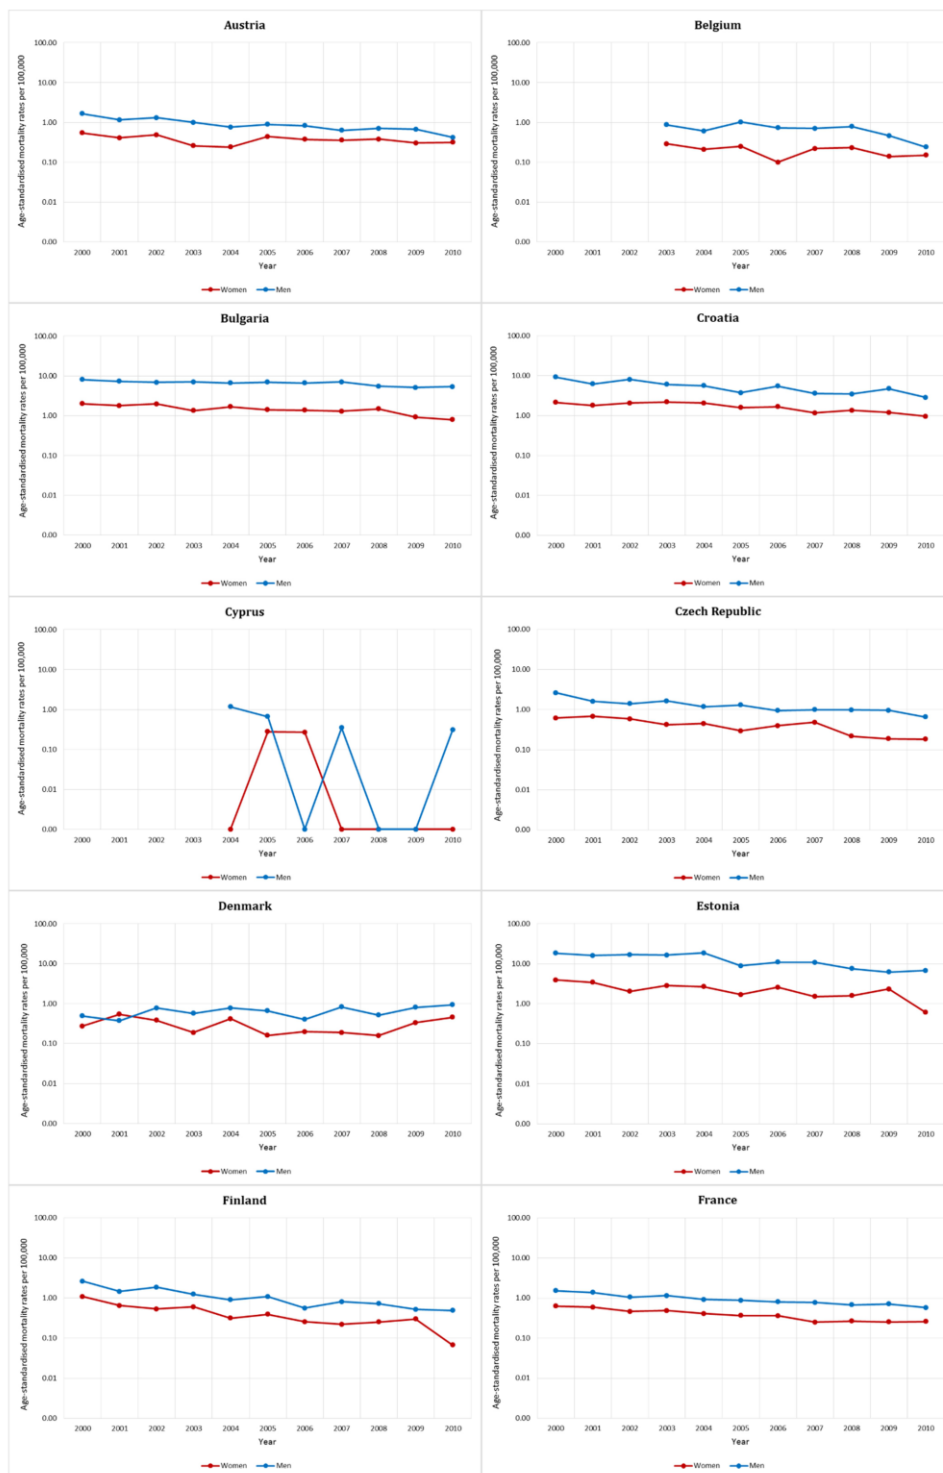 Austria
Age-standardised mortality rates per 100,000
100.00
10.00
1.00
0.10
0.01
0.00
2000 2001 2002 2003 2004 2005 2006 2007 2008 2009 2010
Year
Women Men
Belgium
Age-standardised mortality rates per 100,000
100.00
10.00
1.00
0.10
0.01
0.00
2000 2001 2002 2003 2004 2005 2006 2007 2008 2009 2010
Year
Women Men
Bulgaria
Age-standardised mortality rates per 100,000
100.00
10.00
1.00
0.10
0.01
0.00
2000 2001 2002 2003 2004 2005 2006 2007 2008 2009 2010
Year
Women Men
Croatia
Age-standardised mortality rates per 100,000
100.00
10.00
1.00
0.10
0.01
0.00
2000 2001 2002 2003 2004 2005 2006 2007 2008 2009 2010
Year
Women Men
Cyprus
Age-standardised mortality rates per 100,000
100.00
10.00
1.00
0.10
0.01
0.00
2000 2001 2002 2003 2004 2005 2006 2007 2008 2009 2010
Year
Women Men
Czech Republic
Age-standardised mortality rates per 100,000
100.00
10.00
1.00
0.10
0.01
0.00
2000 2001 2002 2003 2004 2005 2006 2007 2008 2009 2010
Year
Women Men
Denmark
Age-standardised mortality rates per 100,000
100.00
10.00
1.00
0.10
0.01
0.00
2000 2001 2002 2003 2004 2005 2006 2007 2008 2009 2010
Year
Women Men
Estonia
Age-standardised mortality rates per 100,000
100.00
10.00
1.00
0.10
0.01
0.00
2000 2001 2002 2003 2004 2005 2006 2007 2008 2009 2010
Year
Women Men
Finland
Age-standardised mortality rates per 100,000
100.00
10.00
1.00
0.10
0.01
0.00
2000 2001 2002 2003 2004 2005 2006 2007 2008 2009 2010
Year
Women Men
France
Age-standardised mortality rates per 100,000
100.00
10.00
1.00
0.10
0.01
0.00
2000 2001 2002 2003 2004 2005 2006 2007 2008 2009 2010
Year
Women Men